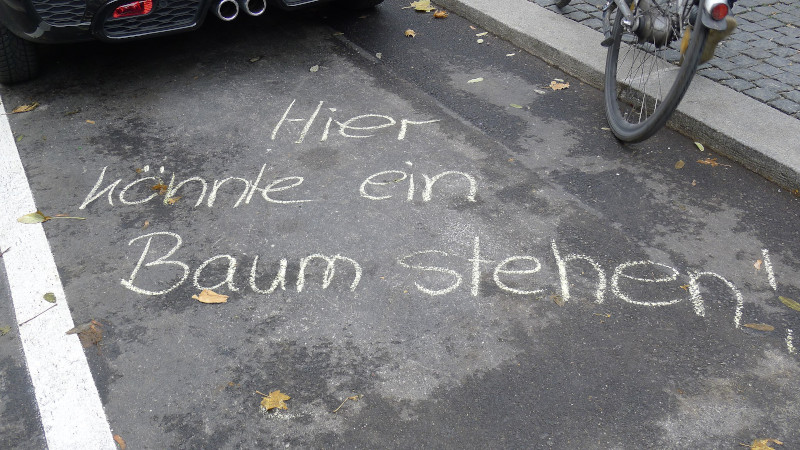 Hier
könnte ein
Baum stehen!